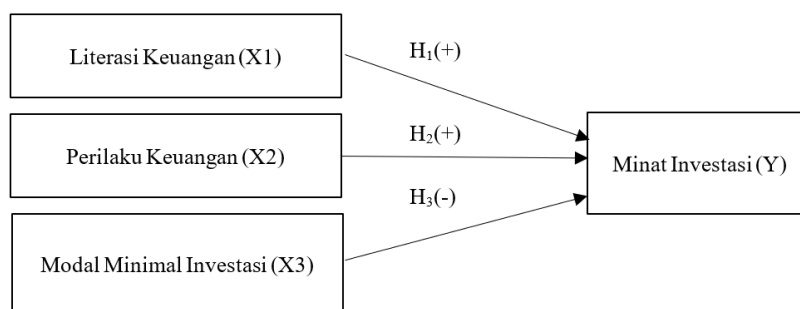 Literasi Keuangan (X1)
H₁(+)
Perilaku Keuangan (X2)
H₂(+)
Minat Investasi (Y)
H₃(-)
Modal Minimal Investasi (X3)